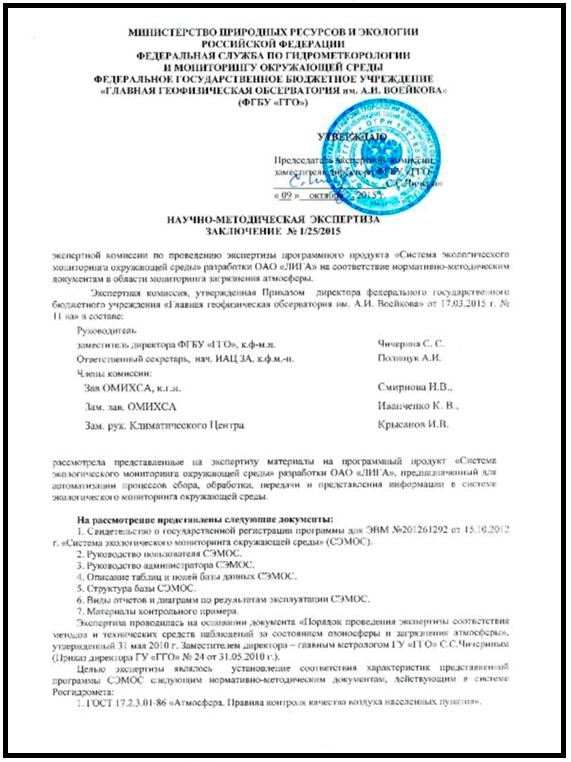 МИНИСТЕРСТВО ПРИРОДНЫХ РЕСУРСОВ И ЭКОЛОГИИ
РОССИЙСКОЙ ФЕДЕРАЦИИ
ФЕДЕРАЛЬНАЯ СЛУЖБА ПО ГИДРОМЕТЕОРОЛОГИИ
И МОНИТОРИНГУ ОКРУЖАЮЩЕЙ СРЕДЫ
ФЕДЕРАЛЬНОЕ ГОСУДАРСТВЕННОЕ БЮДЖЕТНОЕ УЧРЕЖДЕНИЕ
«ГЛАВНАЯ ГЕОФИЗИЧЕСКАЯ ОБСЕРВАТОРИЯ им. А.И. ВОЕЙКОВА»
(ФГБУ «ГГО»)
УТВЕРЖДАЮ
Председатель экспертной комиссии,
заместитель директора ФГБУ «ГГО»
С.С.Чичерин
« 09 » октября 2015 г.
НАУЧНО-МЕТОДИЧЕСКАЯ ЭКСПЕРТИЗА
ЗАКЛЮЧЕНИЕ № 1/25/2015
экспертной комиссии по проведению экспертизы программного продукта «Система экологического
мониторинга окружающей среды» разработки ОАО «ЛИГА» на соответствие нормативно-методическим
документам в области мониторинга загрязнения атмосферы.
Экспертная комиссия, утвержденная Приказом директора федерального государственного
бюджетного учреждения «Главная геофизическая обсерватория им. А.И. Воейкова» от 17.03.2015 г. №
11 на» в составе:
Руководитель
заместитель директора ФГБУ «ГГО», к.ф-м.н. Чичерина С. С.
Ответственный секретарь, нач. ИАЦ ЗА, к.ф.м.-н. Полищук А.И.
Члены комиссии:
Зав ОМИХСА, к.г.н. Смирнова И.В.,
Зам. зав. ОМИХСА Иванченко К. В.,
Зам. рук. Климатического Центра Крысанов И.В.
рассмотрела представленные на экспертизу материалы на программный продукт «Система
экологического мониторинга окружающей среды» разработки ОАО «ЛИГА», предназначенный для
автоматизации процессов сбора, обработки, передачи и представления информации в системе
экологического мониторинга окружающей среды.
На рассмотрение представлены следующие документы:
1. Свидетельство о государственной регистрации программы для ЭВМ №201261292 от 15.10.2012
г. «Система экологического мониторинга окружающей среды» (СЭМОС).
2. Руководство пользователя СЭМОС.
3. Руководство администратора СЭМОС.
4. Описание таблиц и полей базы данных СЭМОС.
5. Структура базы СЭМОС.
6. Виды отчетов и диаграмм по результатам эксплуатации СЭМОС.
7. Материалы контрольного примера.
Экспертиза проводилась на основании документа «Порядок проведения экспертизы соответствия
методов и технических средств наблюдений за состоянием озоносферы и загрязнения атмосферы»,
утвержденный 31 мая 2010 г. Заместителем директора – главным метрологом ГУ «ГГО» С.С.Чичериным
(Приказ директора ГУ «ГГО» № 24 от 31.05.2010 г.).
Целью экспертизы являлось установление соответствия характеристик представленной
программы СЭМОС следующим нормативно-методическим документам, действующим в системе
Росгидромета:
1. ГОСТ 17.2.3.01-86 «Атмосфера. Правила контроля качества воздуха населенных пунктов».